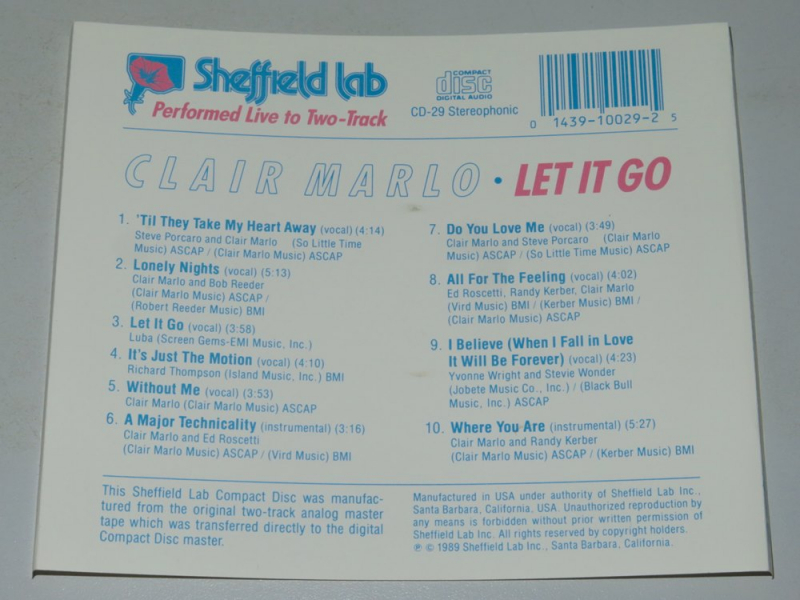 Sheffield Lab
Performed Live to Two-Track
COMPACT
disc
DIGITAL AUDIO
CD-29 Stereophonic
0 1439-10029-2 5
CLAIR MARLO • LET IT GO
1. 'Til They Take My Heart Away (vocal) (4:14)
Steve Porcaro and Clair Marlo (So Little Time
Music) ASCAP / (Clair Marlo Music) ASCAP
2. Lonely Nights (vocal) (5:13)
Clair Marlo and Bob Reeder
(Clair Marlo Music) ASCAP /
(Robert Reeder Music) BMI
3. Let It Go (vocal) (3:58)
Luba (Screen Gems-EMI Music, Inc.)
4. It's Just The Motion (vocal) (4:10)
Richard Thompson (Island Music, Inc.) BMI
5. Without Me (vocal) (3:53)
Clair Marlo (Clair Marlo Music) ASCAP
6. A Major Technicality (instrumental) (3:16)
Clair Marlo and Ed Roscetti
(Clair Marlo Music) ASCAP / (Vird Music) BMI
7. Do You Love Me (vocal) (3:49)
Clair Marlo and Steve Porcaro (Clair Marlo
Music) ASCAP / (So Little Time Music) ASCAP
8. All For The Feeling (vocal) (4:02)
Ed Roscetti, Randy Kerber, Clair Marlo
(Vird Music) BMI / (Kerber Music) BMI /
(Clair Marlo Music) ASCAP
9. I Believe (When I Fall in Love
It Will Be Forever) (vocal) (4:23)
Yvonne Wright and Stevie Wonder
(Jobete Music Co., Inc.) / (Black Bull
Music, Inc.) ASCAP
10. Where You Are (instrumental) (5:27)
Clair Marlo and Randy Kerber
(Clair Marlo Music) ASCAP / (Kerber Music) BMI
This Sheffield Lab Compact Disc was manufac-
tured from the original two-track analog master
tape which was transferred directly to the digital
Compact Disc master.
Manufactured in USA under authority of Sheffield Lab Inc.,
Santa Barbara, California, USA. Unauthorized reproduction by
any means is forbidden without prior written permission of
Sheffield Lab Inc. All rights reserved by copyright holders.
℗ © 1989 Sheffield Lab Inc., Santa Barbara, California.